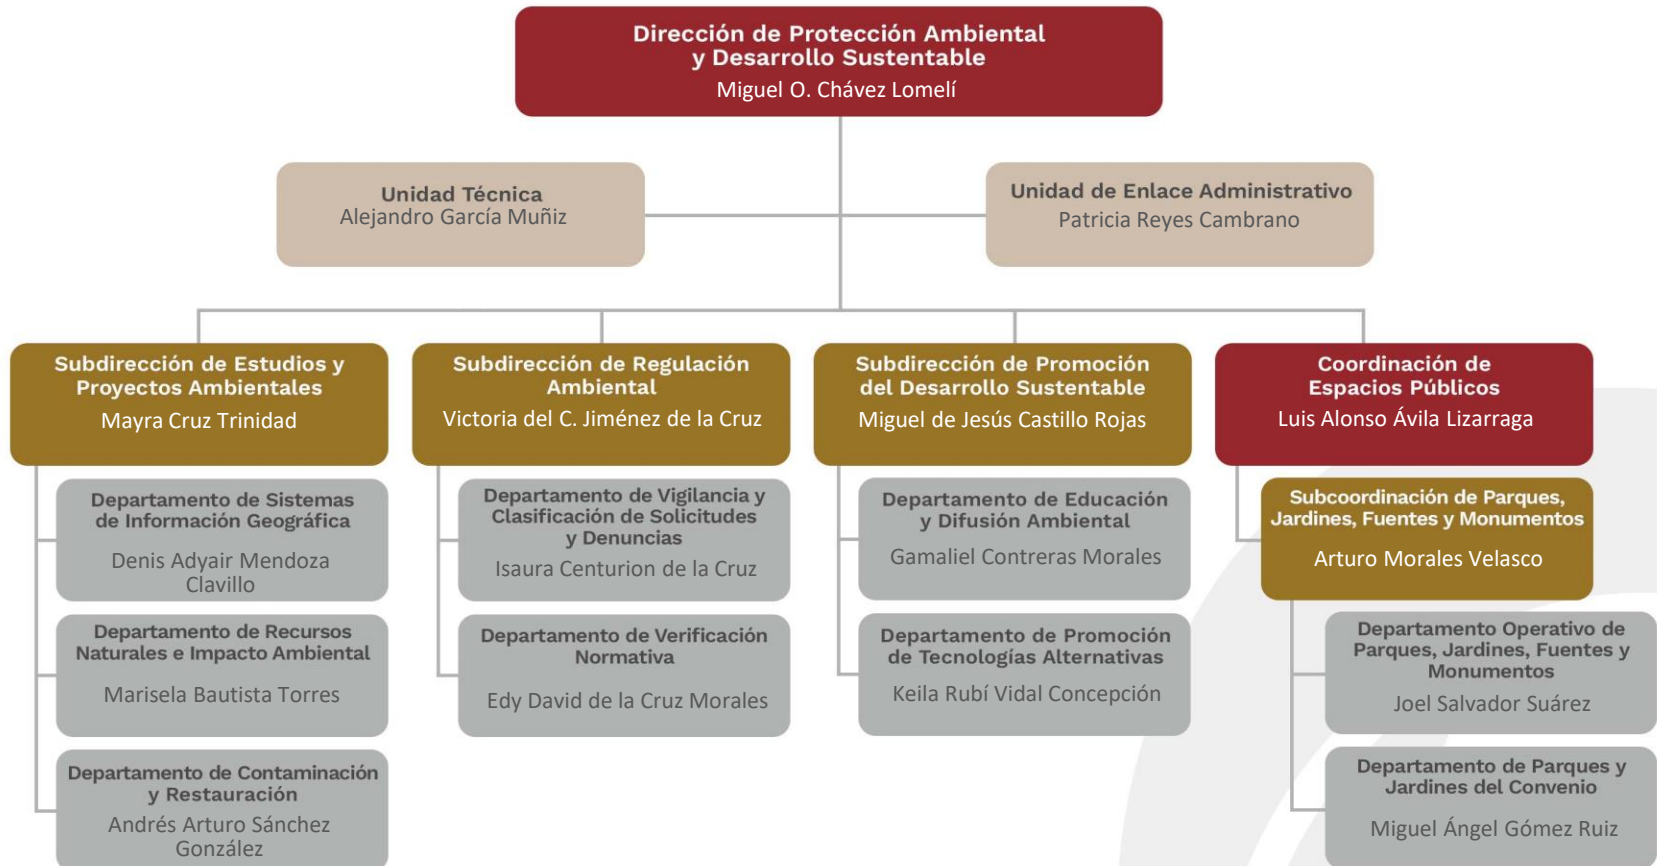 Dirección de Protección Ambiental
y Desarrollo Sustentable
Miguel O. Chávez Lomelí
Unidad Técnica
Alejandro García Muñiz
Unidad de Enlace Administrativo
Patricia Reyes Cambrano
Subdirección de Estudios y
Proyectos Ambientales
Mayra Cruz Trinidad
Departamento de Sistemas
de Información Geográfica
Denis Adyair Mendoza
Clavillo
Departamento de Recursos
Naturales e Impacto Ambiental
Marisela Bautista Torres
Departamento de Contaminación
y Restauración
Andrés Arturo Sánchez
González
Subdirección de Regulación
Ambiental
Victoria del C. Jiménez de la Cruz
Departamento de Vigilancia y
Clasificación de Solicitudes
y Denuncias
Isaura Centurion de la Cruz
Departamento de Verificación
Normativa
Edy David de la Cruz Morales
Subdirección de Promoción
del Desarrollo Sustentable
Miguel de Jesús Castillo Rojas
Departamento de Educación
y Difusión Ambiental
Gamaliel Contreras Morales
Departamento de Promoción
de Tecnologías Alternativas
Keila Rubí Vidal Concepción
Coordinación de
Espacios Públicos
Luis Alonso Ávila Lizarraga
Subcoordinación de Parques,
Jardines, Fuentes y Monumentos
Arturo Morales Velasco
Departamento Operativo de
Parques, Jardines, Fuentes y
Monumentos
Joel Salvador Suárez
Departamento de Parques y
Jardines del Convenio
Miguel Ángel Gómez Ruiz